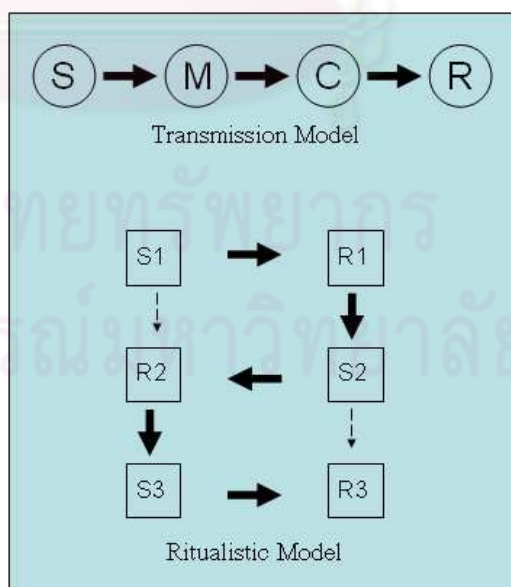 S M C R
Transmission Model
ทยทรัพยากร
S1 R1
รณ์มหาวิทยาลัย
R2 S2
S3 R3
Ritualistic Model